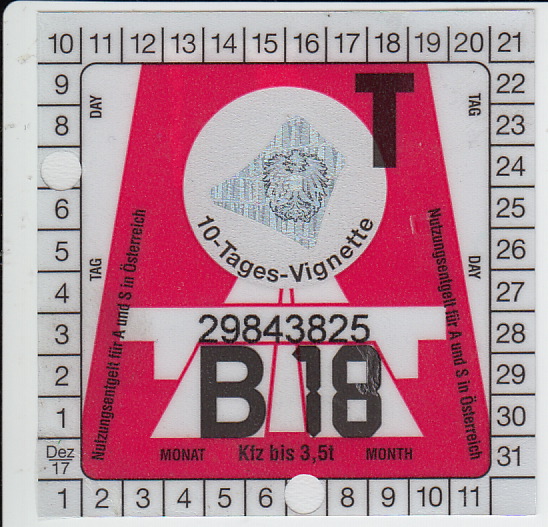 10 11 12 13 14 15 16 17 18 19 20 21
9 22
8 23
24
6 25
5 26
4 27
3 28
2 29
1 30
Dez 17 31
1 2 3 4 5 6 8 9 10 11
DAY
TAG
T
10-Tages-Vignette
TAG
DAY
Nutzungsentgelt für A und S in Österreich
Nutzungsentgelt für A und S in Österreich
29843825
B 18
MONAT Kfz bis 3,5t MONTH